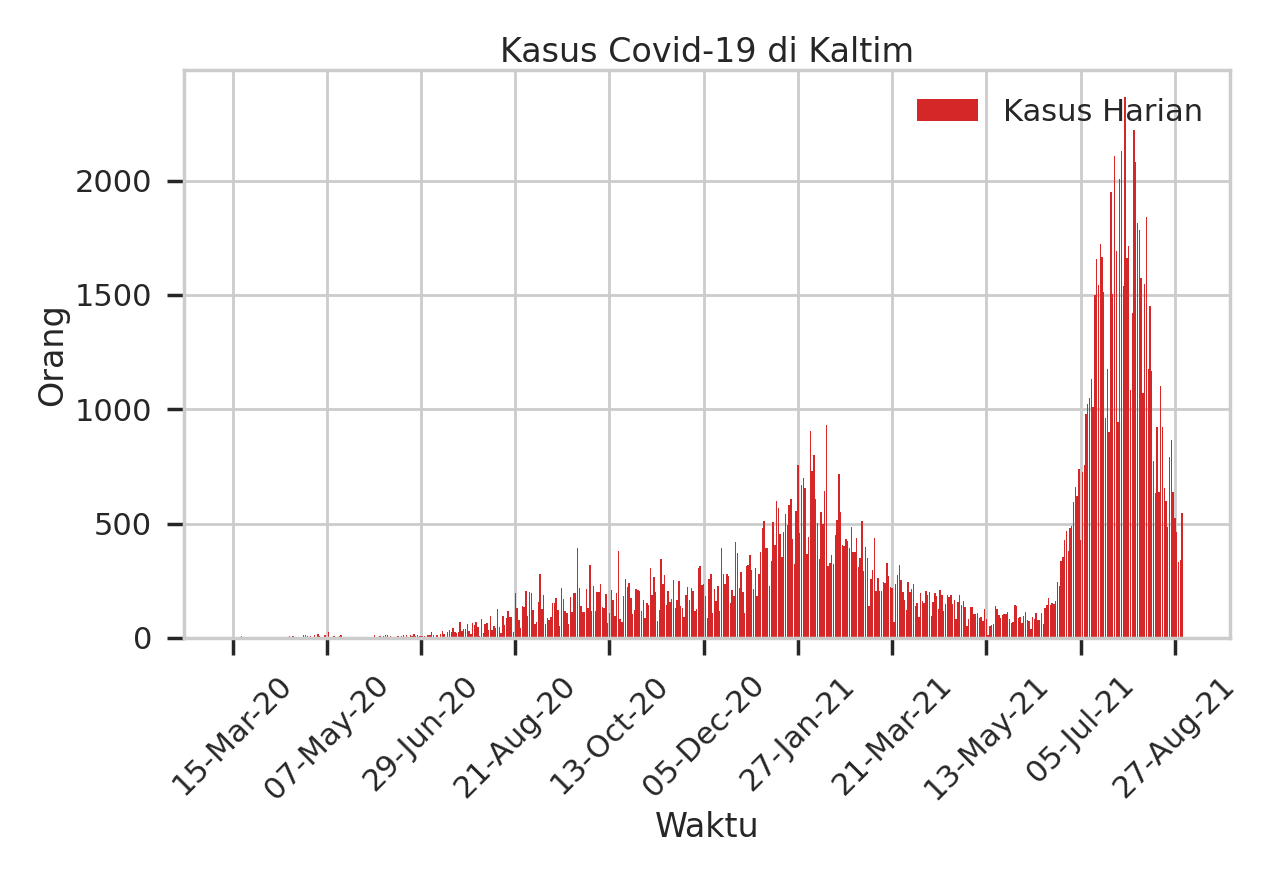 Kasus Covid-19 di Kaltim
Kasus Harian
Orang
2000
1500
1000
500
0
15-Mar-20
07-May-20
29-Jun-20
21-Aug-20
13-Oct-20
05-Dec-20
27-Jan-21
21-Mar-21
13-May-21
05-Jul-21
27-Aug-21
Waktu